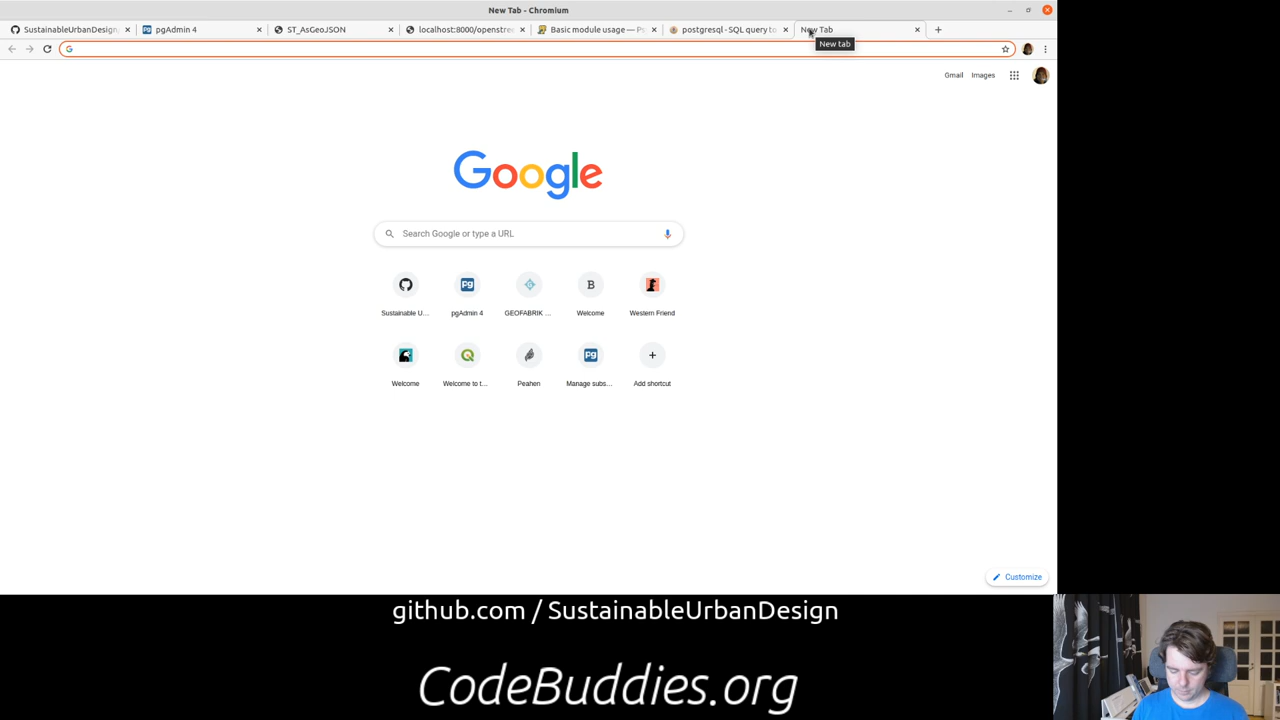 New Tab - Chromium
SustainableUrbanDesign
pgAdmin 4
ST_AsGeoJSON
localhost:8000/openstre
Basic module usage — Ps
postgresql - SQL query to
New Tab
New tab
Gmail
Images
Google
Search Google or type a URL
Sustainable U...
pgAdmin 4
GEOFABRIK ...
Welcome
Western Friend
Welcome
Welcome to t...
Peahen
Manage subs...
Add shortcut
Customize
github.com / SustainableUrbanDesign
CodeBuddies.org